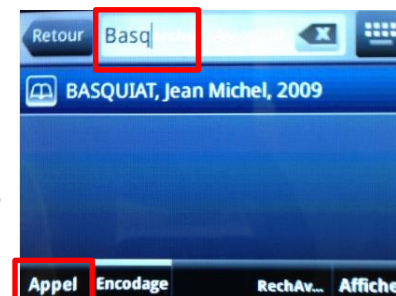 Retour Basq
BASQUIAT, Jean Michel, 2009
Appel Encodage RechAv... Affiche